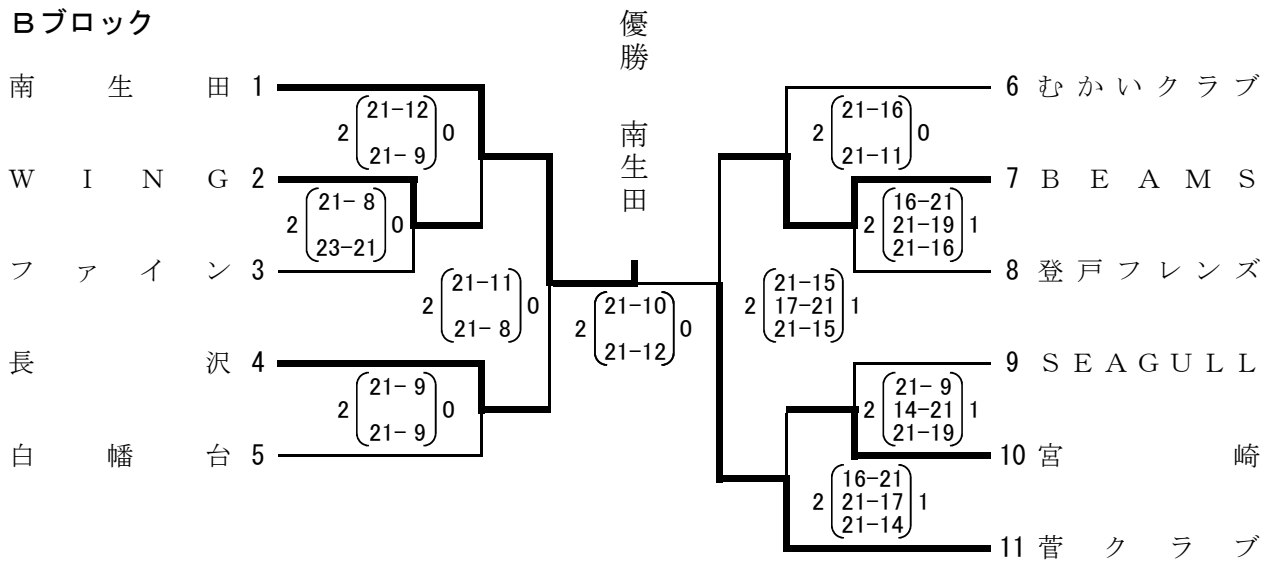 Bブロック
優勝 南生田
南生田 1
2 21-12 0
21- 9
WING 2
2 21- 8 0
23-21
ファイン 3
2 21-11 0
21- 8
長沢 4
2 21- 9 0
21- 9
白幡台 5
2 21-10 0
21-12
6 むかいクラブ
2 21-16 0
21-11
7 BEAMS
16-21
2 21-19 1
21-16
8 登戸フレンズ
21-15
2 17-21 1
21-15
9 SEAGULL
21- 9
2 14-21 1
21-19
10 宮崎
16-21
2 21-17 1
21-14
11 菅クラブ